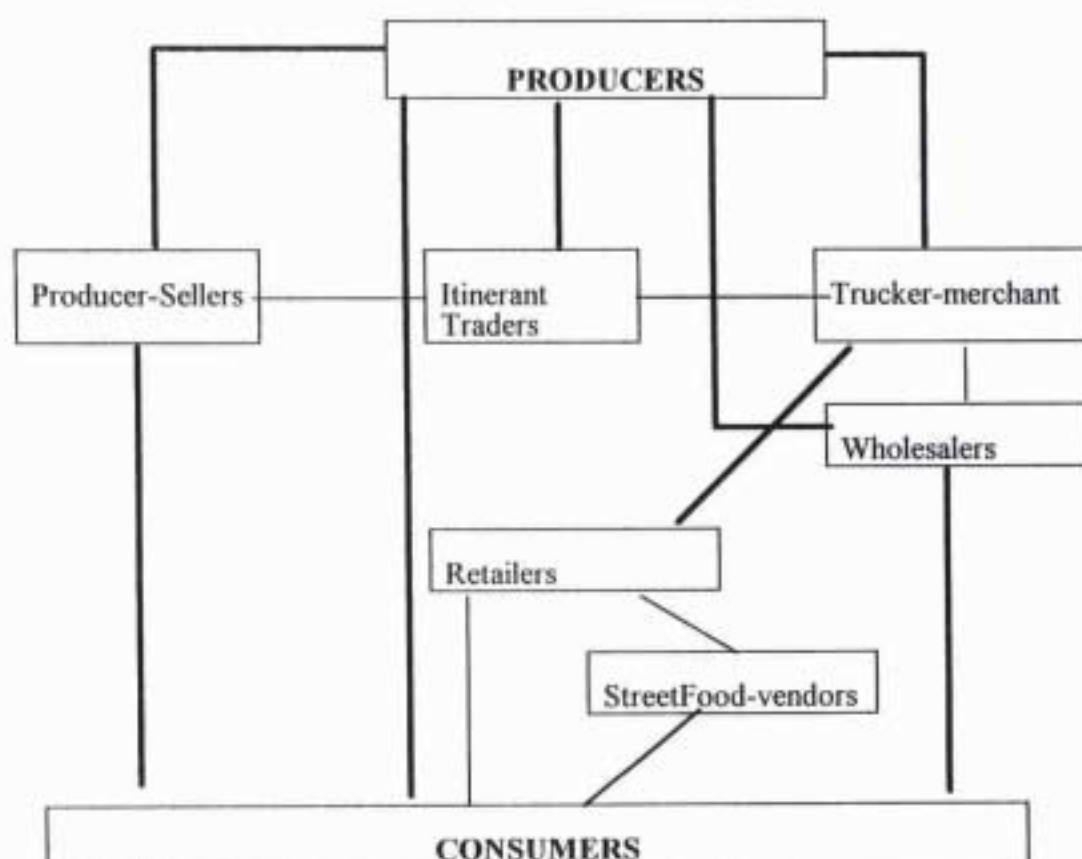 PRODUCERS
Producer-Sellers
Itinerant
Traders
Trucker-merchant
Wholesalers
Retailers
StreetFood-vendors
CONSUMERS